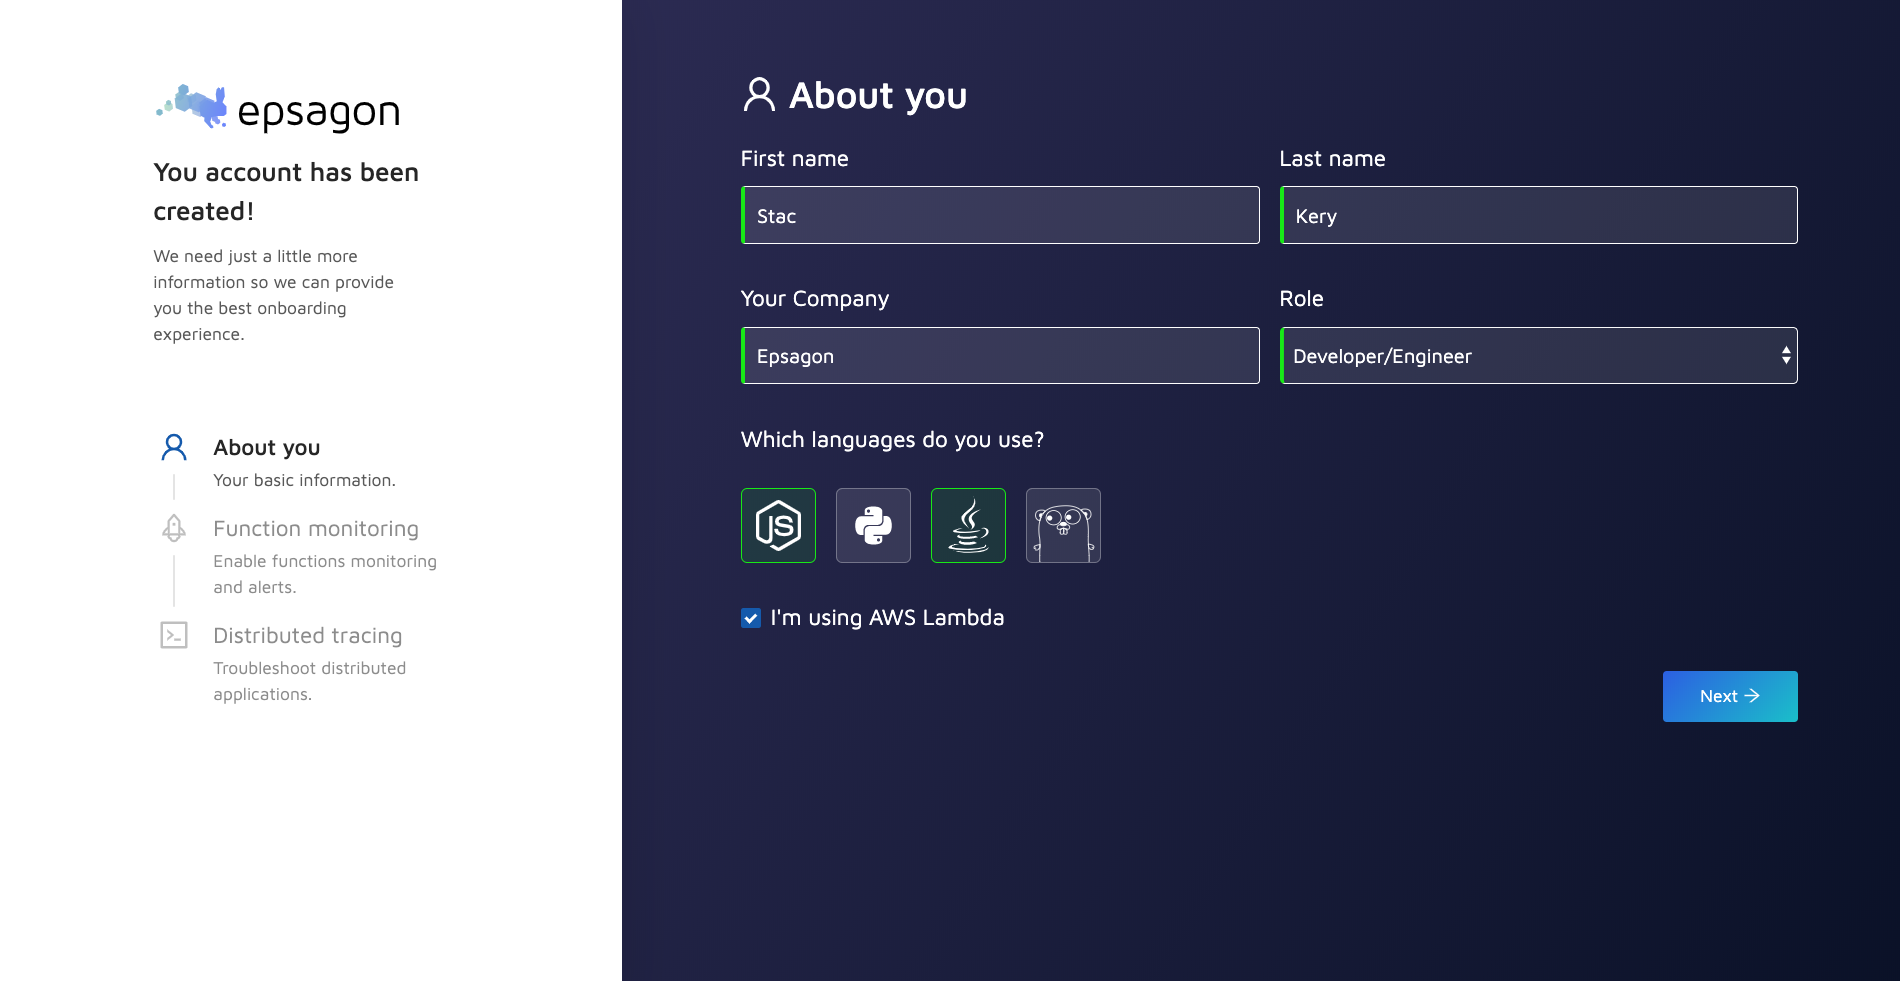 epsagon
You account has been
created!
We need just a little more
information so we can provide
you the best onboarding
experience.
About you
Your basic information.
Function monitoring
Enable functions monitoring
and alerts.
Distributed tracing
Troubleshoot distributed
applications.
About you
First name
Last name
Stac
Kery
Your Company
Role
Epsagon
Developer/Engineer
Which languages do you use?
JS
I'm using AWS Lambda
Next